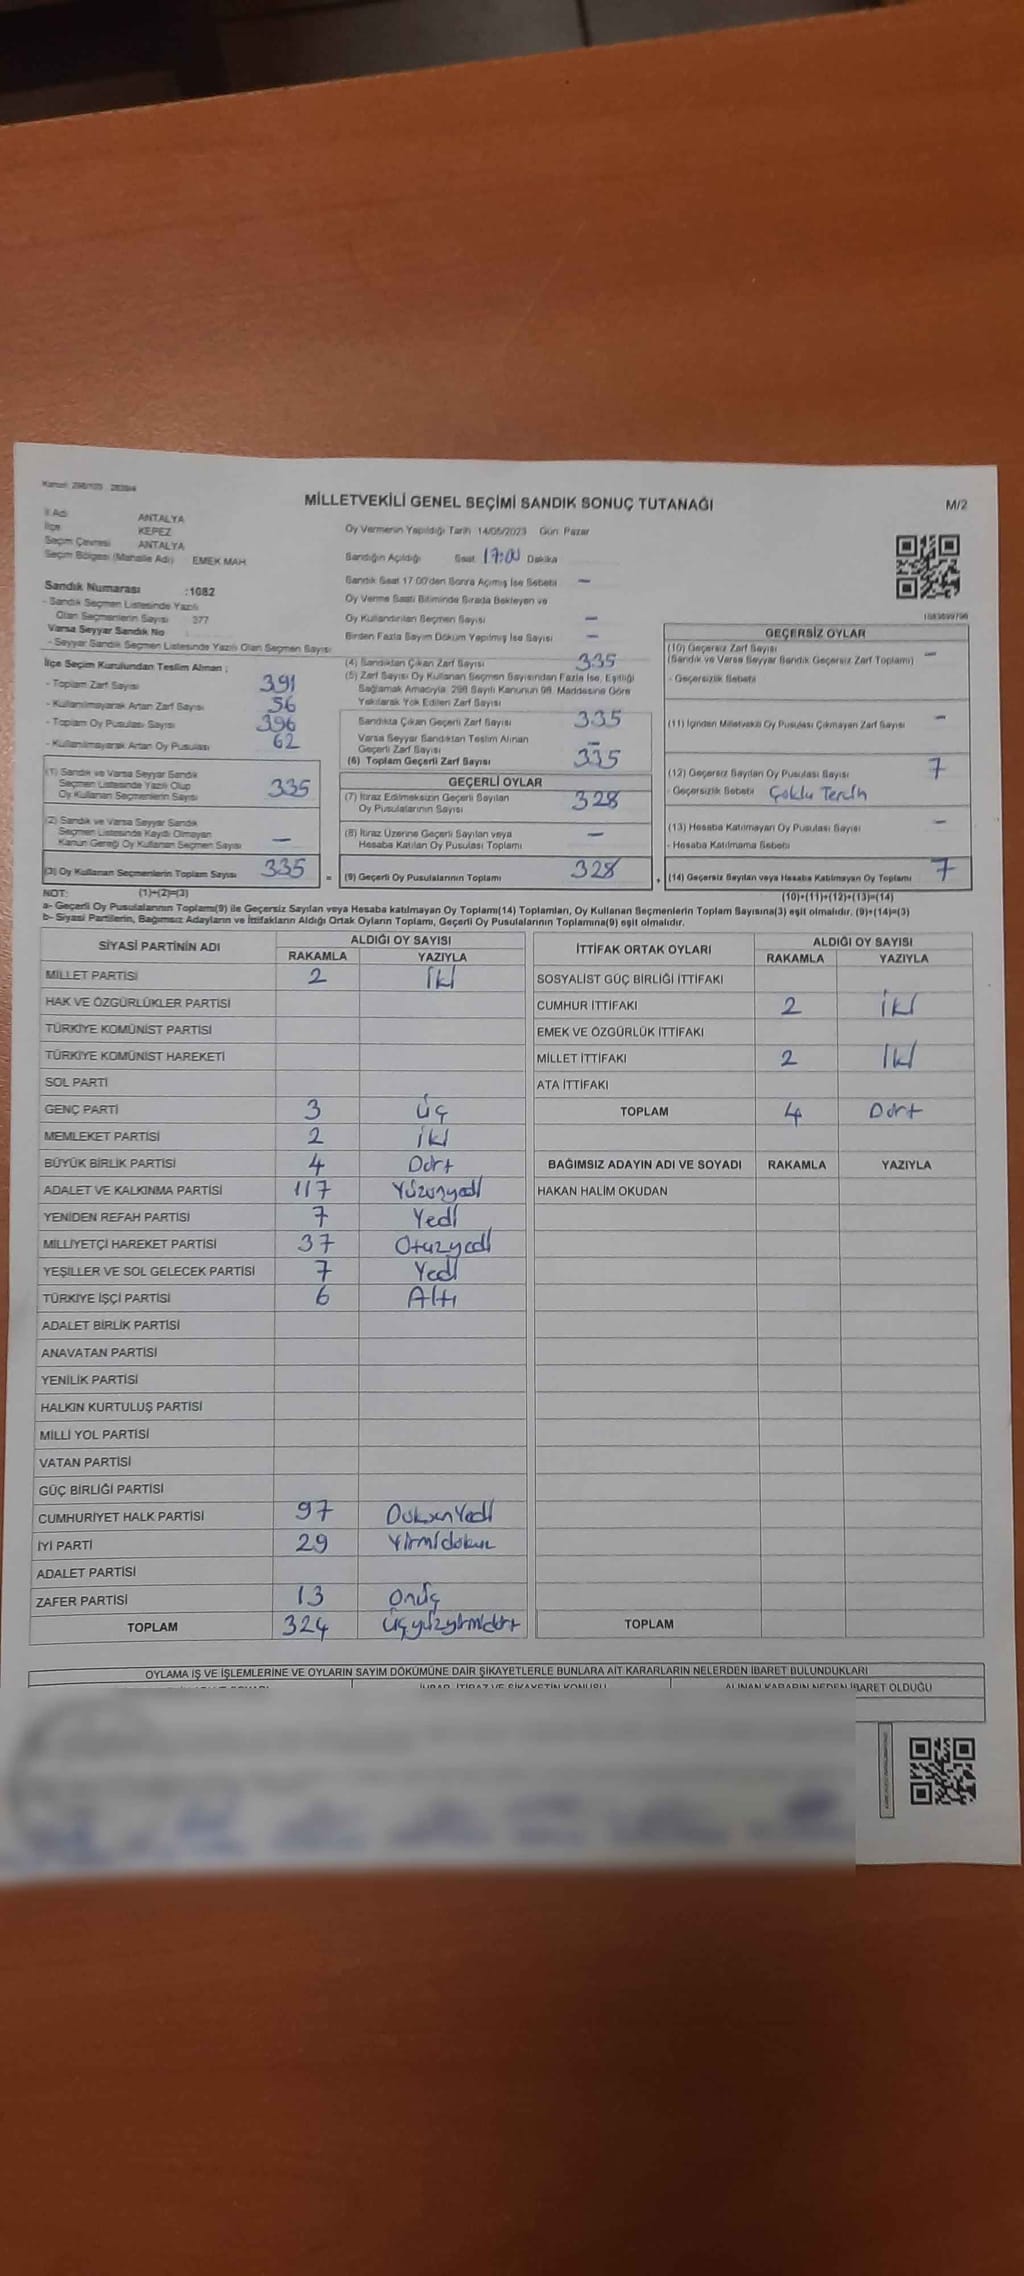 Kanun: 298/105 2839/4
MİLLETVEKİLİ GENEL SEÇİMİ SANDIK SONUÇ TUTANAĞI
M/2
İl Adı ANTALYA
İlçe KEPEZ
Seçim Çevresi ANTALYA
Seçim Bölgesi (Mahalle Adı) EMEK MAH.
Sandık Numarası :1082
- Sandık Seçmen Listesinde Yazılı
Olan Seçmenlerin Sayısı 377
Varsa Seyyar Sandık No
- Seyyar Sandık Seçmen Listesinde Yazılı Olan Seçmen Sayısı
Oy Vermenin Yapıldığı Tarih 14/05/2023 Gün Pazar
Sandığın Açıldığı Saat 17:00 Dakika
Sandık Saat 17:00'den Sonra Açımış İse Sebebi –
Oy Verme Saati Bitiminde Sırada Bekleyen ve
Oy Kullandırılan Seçmen Sayısı –
Birden Fazla Sayım Döküm Yapılmış İse Sayısı –
İlçe Seçim Kurulundan Teslim Alınan ;
- Toplam Zarf Sayısı 391
- Kullanılmayarak Artan Zarf Sayısı 56
- Toplam Oy Pusulası Sayısı 396
- Kullanılmayarak Artan Oy Pusulası 62
(1) Sandık ve Varsa Seyyar Sandık
Seçmen Listesinde Yazılı Olup
Oy Kullanan Seçmenlerin Sayısı 335
(2) Sandık ve Varsa Seyyar Sandık
Seçmen Listesinde Kaydı Olmayan
Kanun Gereği Oy Kullanan Seçmen Sayısı –
(3) Oy Kullanan Seçmenlerin Toplam Sayısı 335 =
(4) Sandıktan Çıkan Zarf Sayısı 335
(5) Zarf Sayısı Oy Kullanan Seçmen Sayısından Fazla İse, Eşitliği
Sağlamak Amacıyla, 298 Sayılı Kanunun 98. Maddesine Göre
Yakılarak Yok Edilen Zarf Sayısı
Sandıkta Çıkan Geçerli Zarf Sayısı 335
Varsa Seyyar Sandıktan Teslim Alınan
Geçerli Zarf Sayısı –
(6) Toplam Geçerli Zarf Sayısı 335
GEÇERLİ OYLAR
(7) İtiraz Edilmeksizin Geçerli Sayılan
Oy Pusulalarının Sayısı 328
(8) İtiraz Üzerine Geçerli Sayılan veya
Hesaba Katılan Oy Pusulası Toplamı –
(9) Geçerli Oy Pusulalarının Toplamı 328 +
1083699796
GEÇERSİZ OYLAR
(10) Geçersiz Zarf Sayısı –
(Sandık ve Varsa Seyyar Sandık Geçersiz Zarf Toplamı)
- Geçersizlik Sebebi
(11) İçinden Milletvekili Oy Pusulası Çıkmayan Zarf Sayısı –
(12) Geçersiz Sayılan Oy Pusulası Sayısı 7
- Geçersizlik Sebebi Çoklu Tercih
(13) Hesaba Katılmayan Oy Pusulası Sayısı –
- Hesaba Katılmama Sebebi
(14) Geçersiz Sayılan veya Hesaba Katılmayan Oy Toplamı 7
NOT: (1)+(2)=(3)
(10)+(11)+(12)+(13)=(14)
a- Geçerli Oy Pusulalarının Toplamı(9) ile Geçersiz Sayılan veya Hesaba katılmayan Oy Toplamı(14) Toplamları, Oy Kullanan Seçmenlerin Toplam Sayısına(3) eşit olmalıdır. (9)+(14)=(3)
b- Siyasi Partilerin, Bağımsız Adayların ve İttifakların Aldığı Ortak Oyların Toplamı, Geçerli Oy Pusulalarının Toplamına(9) eşit olmalıdır.
SİYASİ PARTİNİN ADI ALDIĞI OY SAYISI
RAKAMLA YAZIYLA
MİLLET PARTİSİ 2 İki
HAK VE ÖZGÜRLÜKLER PARTİSİ
TÜRKİYE KOMÜNİST PARTİSİ
TÜRKİYE KOMÜNİST HAREKETİ
SOL PARTİ
GENÇ PARTİ 3 Üç
MEMLEKET PARTİSİ 2 iki
BÜYÜK BİRLİK PARTİSİ 4 Dört
ADALET VE KALKINMA PARTİSİ 117 Yüzonyedi
YENİDEN REFAH PARTİSİ 7 Yedi
MİLLİYETÇİ HAREKET PARTİSİ 37 Otuzyedi
YEŞİLLER VE SOL GELECEK PARTİSİ 7 Yedi
TÜRKİYE İŞÇİ PARTİSİ 6 Altı
ADALET BİRLİK PARTİSİ
ANAVATAN PARTİSİ
YENİLİK PARTİSİ
HALKIN KURTULUŞ PARTİSİ
MİLLİ YOL PARTİSİ
VATAN PARTİSİ
GÜÇ BİRLİĞİ PARTİSİ
CUMHURİYET HALK PARTİSİ 97 DoksanYedi
İYİ PARTİ 29 Yirmidokuz
ADALET PARTİSİ
ZAFER PARTİSİ 13 Onüç
TOPLAM 324 Üçyüzyirmidört
İTTİFAK ORTAK OYLARI ALDIĞI OY SAYISI
RAKAMLA YAZIYLA
SOSYALİST GÜÇ BİRLİĞİ İTTİFAKI
CUMHUR İTTİFAKI 2 İki
EMEK VE ÖZGÜRLÜK İTTİFAKI
MİLLET İTTİFAKI 2 İki
ATA İTTİFAKI
TOPLAM 4 Dört
BAĞIMSIZ ADAYIN ADI VE SOYADI RAKAMLA YAZIYLA
HAKAN HALİM OKUDAN
TOPLAM
OYLAMA İŞ VE İŞLEMLERİNE VE OYLARIN SAYIM DÖKÜMÜNE DAİR ŞİKAYETLERLE BUNLARA AİT KARARLARIN NELERDEN İBARET BULUNDUKLARI
İHBAR, İTİRAZ VE ŞİKAYETİN KONUSU ALINAN KARARIN NEDEN İBARET OLDUĞU